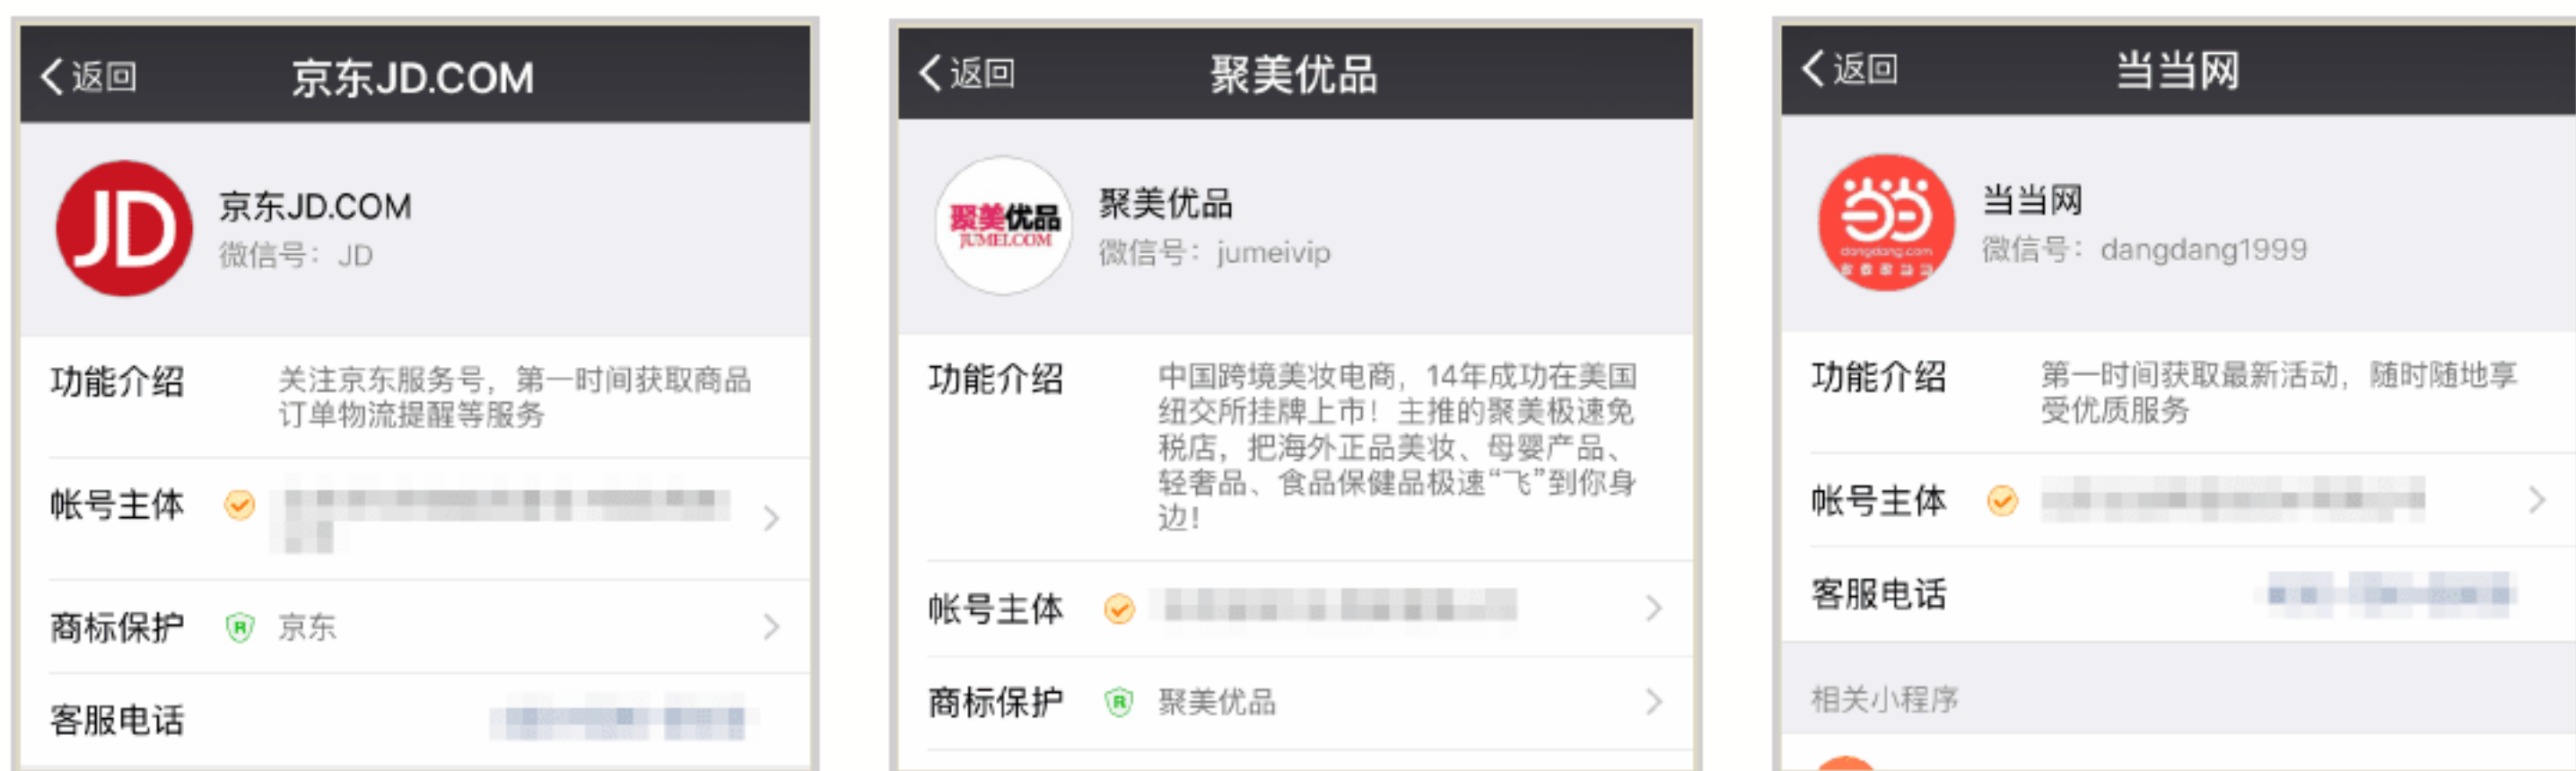 返回
京东JD.COM
JD
京东JD.COM
微信号：JD
功能介绍
关注京东服务号，第一时间获取商品
订单物流提醒等服务
帐号主体
商标保护
R
京东
客服电话
返回
聚美优品
聚美优品
JUMEI.COM
聚美优品
微信号：jumeivip
功能介绍
中国跨境美妆电商，14年成功在美国
纽交所挂牌上市！主推的聚美极速免
税店，把海外正品美妆、母婴产品、
轻奢品、食品保健品极速“飞”到你身
边！
帐号主体
商标保护
R
聚美优品
返回
当当网
当当
dangdang.com
当当网
微信号：dangdang1999
功能介绍
第一时间获取最新活动，随时随地享
受优质服务
帐号主体
客服电话
相关小程序